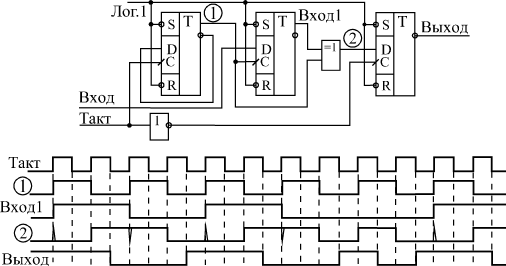 Лог.1
S T
D
C
R
①
S T
D
C
R
Вход1
=1
②
S T
D
C
R
Выход
Вход
Такт
1
Такт
①
Вход1
②
Выход